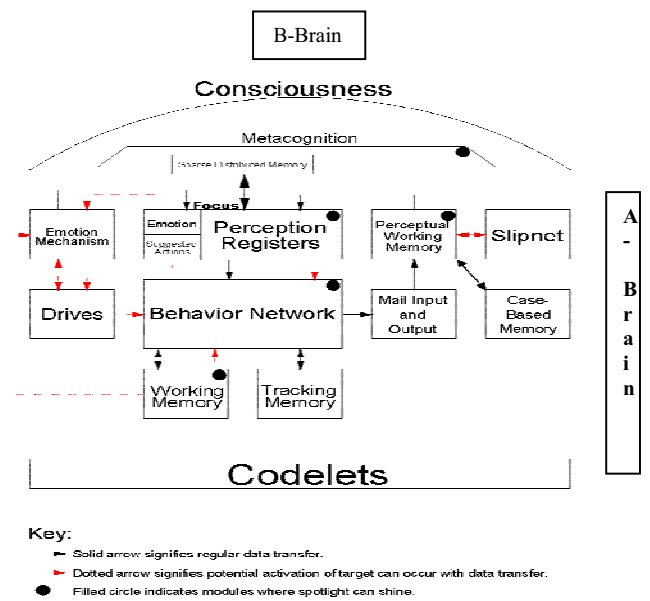 B-Brain
Consciousness
Metacognition
Sparse Distributed Memory
Focus
Emotion
Mechanism
Emotion
Suggested
Actions
Perception
Registers
Perceptual
Working
Memory
Slipnet
A-Brain
Drives
Behavior Network
Mail Input
and
Output
Case-
Based
Memory
Working
Memory
Tracking
Memory
Codelets
Key:
Solid arrow signifies regular data transfer.
Dotted arrow signifies potential activation of target can occur with data transfer.
Filled circle indicates modules where spotlight can shine.